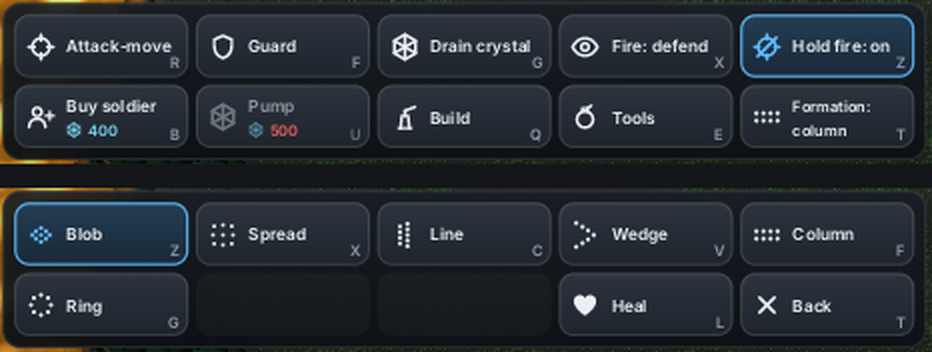 Attack-move R
Guard F
Drain crystal G
Fire: defend X
Hold fire: on Z
Buy soldier
400 B
Pump
500 U
Build Q
Tools E
Formation:
column T
Blob Z
Spread X
Line C
Wedge V
Column F
Ring G
Heal L
Back T